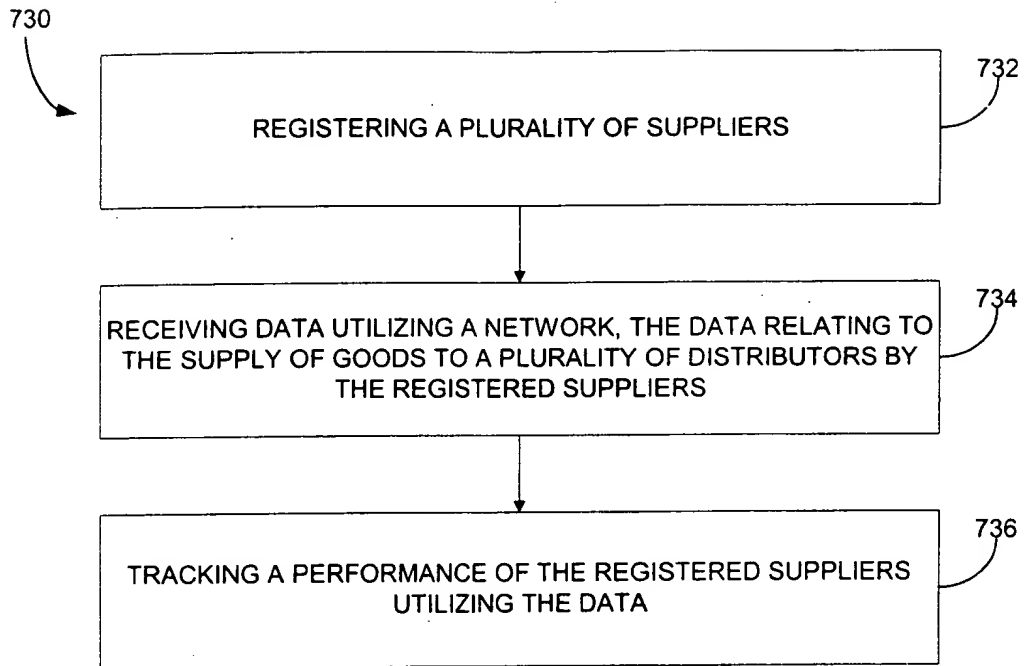 730
732
REGISTERING A PLURALITY OF SUPPLIERS
734
RECEIVING DATA UTILIZING A NETWORK, THE DATA RELATING TO
THE SUPPLY OF GOODS TO A PLURALITY OF DISTRIBUTORS BY
THE REGISTERED SUPPLIERS
736
TRACKING A PERFORMANCE OF THE REGISTERED SUPPLIERS
UTILIZING THE DATA